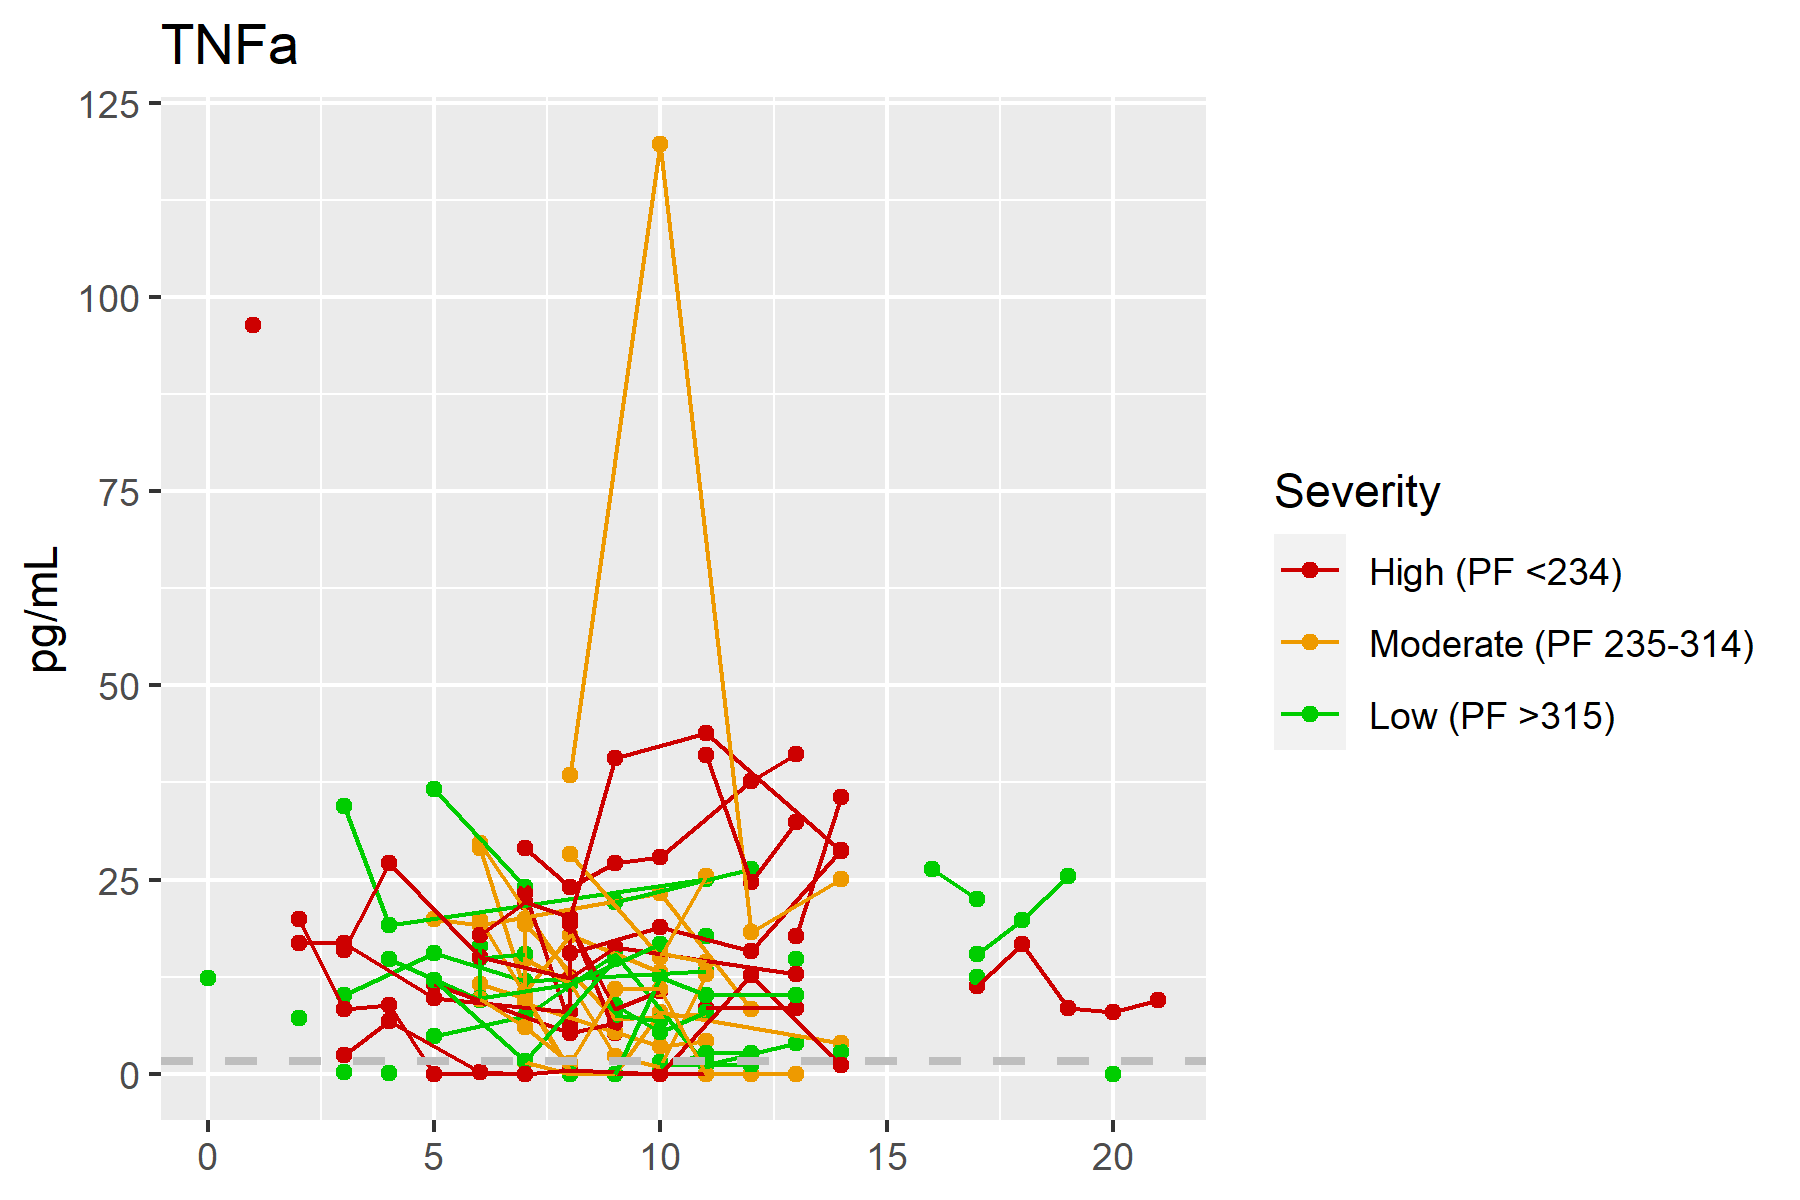 TNFa
125
100
75
50
25
0
pg/mL
0 5 10 15 20
Severity
High (PF <234)
Moderate (PF 235-314)
Low (PF >315)